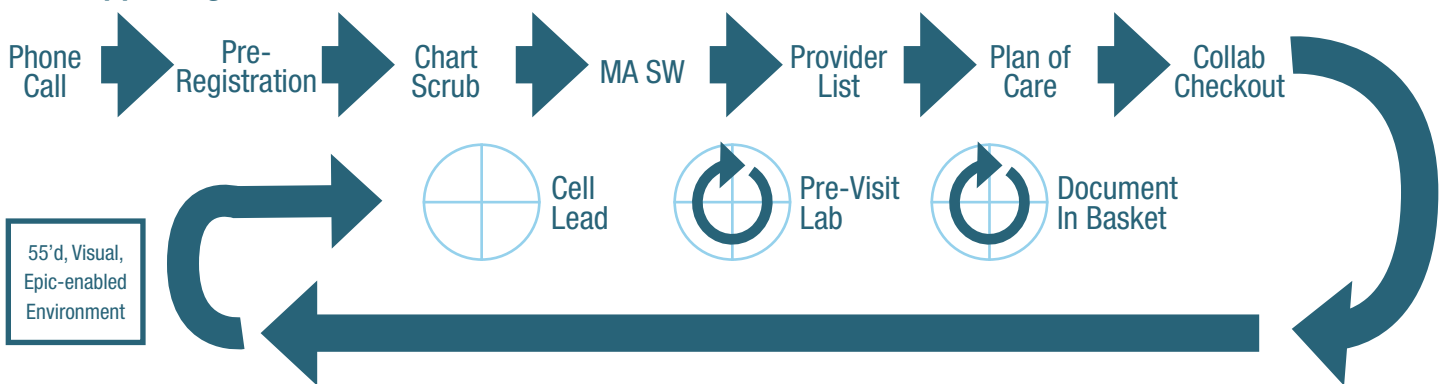 Phone
Call
Pre-
Registration
Chart
Scrub
MA SW
Provider
List
Plan of
Care
Collab
Checkout
Cell
Lead
Pre-Visit
Lab
Document
In Basket
55’d, Visual,
Epic-enabled
Environment